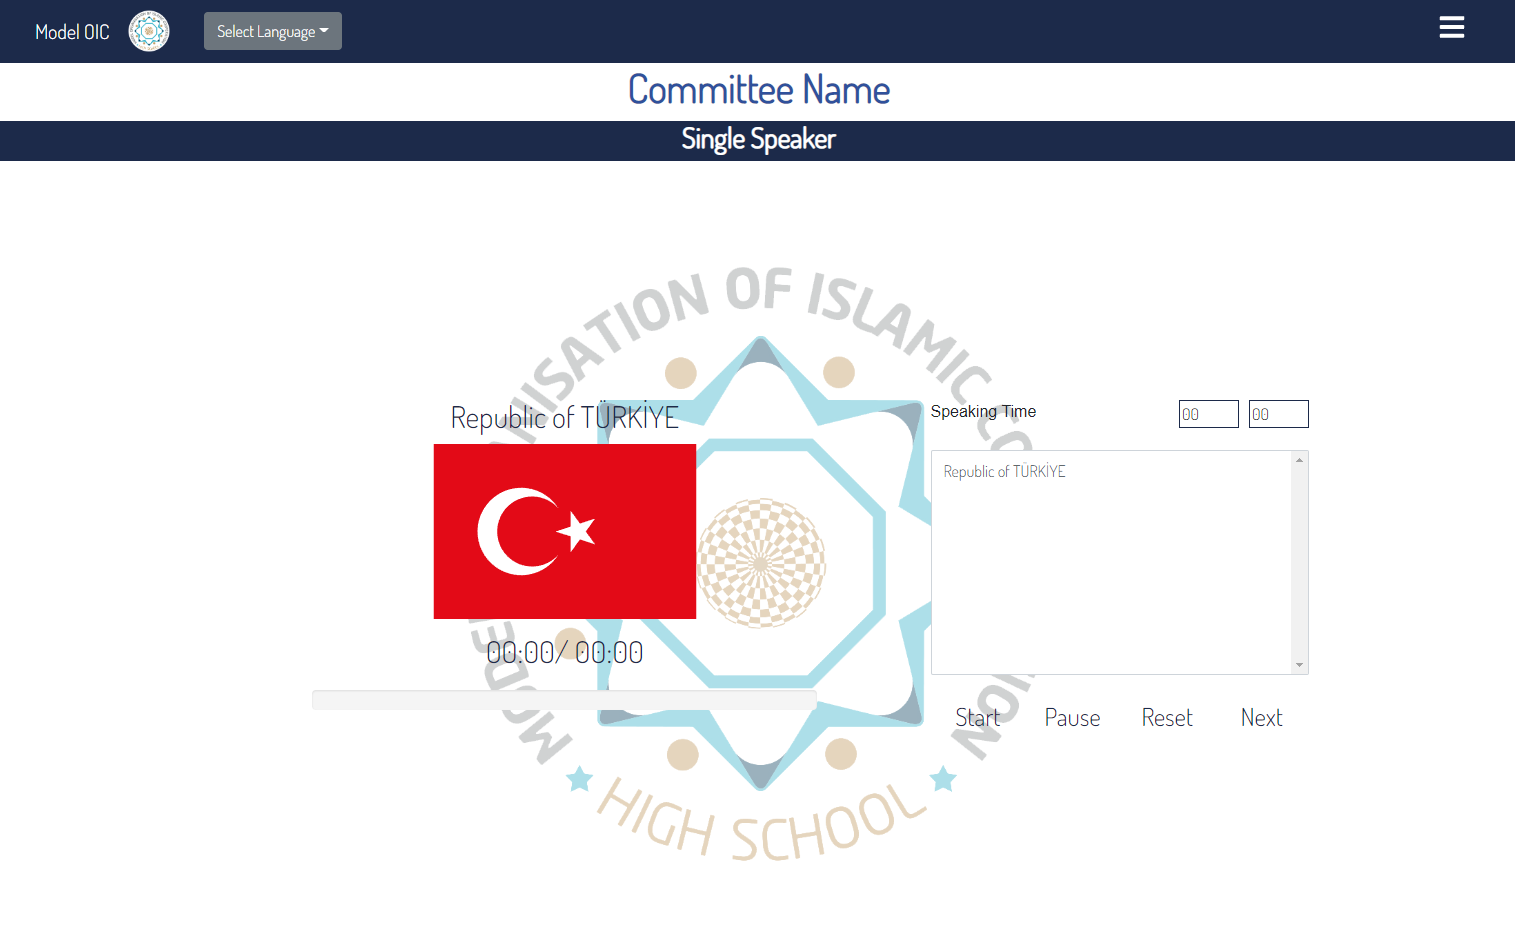 Model OIC
Select Language
Committee Name
Single Speaker
MODEL ORGANISATION OF ISLAMIC COOPERATION
Republic of TÜRKİYE
00:00/ 00:00
Speaking Time
00 00
Republic of TÜRKİYE
Start Pause Reset Next
HIGH SCHOOL